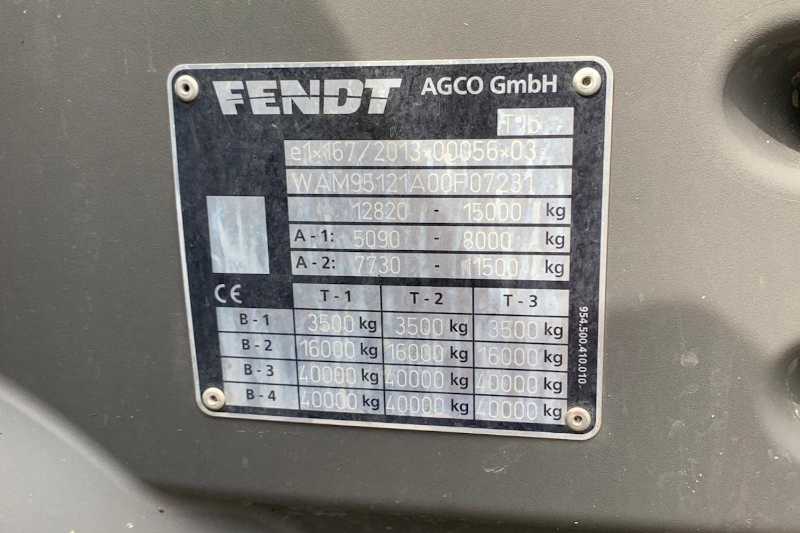 FENDT AGCO GmbH
T1b
e1*167/2013*00056*03
WAM95121A00F07231
12820 - 15000 kg
A - 1: 5090 - 8000 kg
A - 2: 7730 - 11500 kg
CE T - 1 T - 2 T - 3
B - 1 3500 kg 3500 kg 3500 kg
B - 2 16000 kg 16000 kg 16000 kg
B - 3 40000 kg 40000 kg 40000 kg
B - 4 40000 kg 40000 kg 40000 kg
954.500.410.010